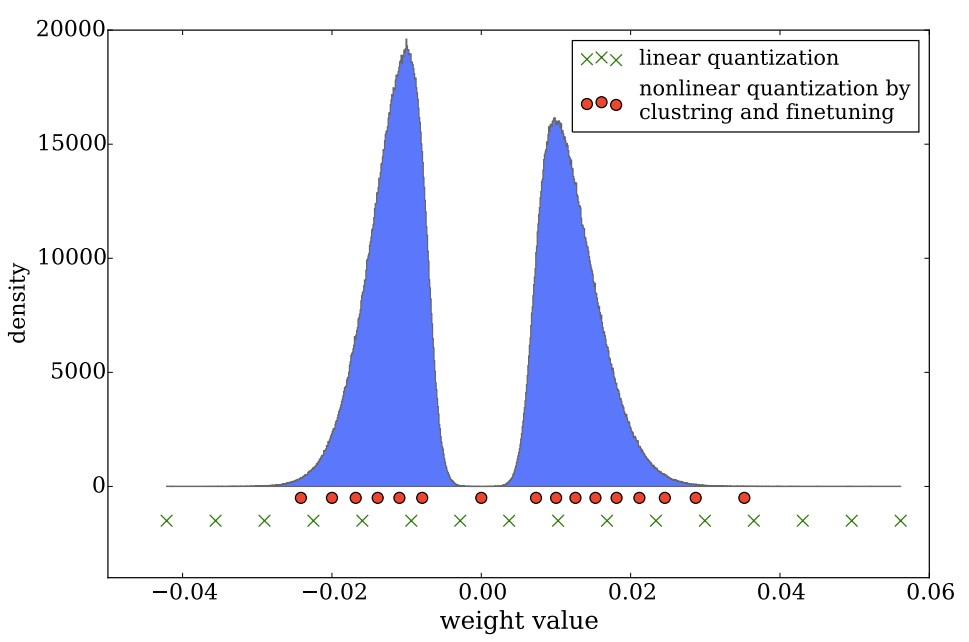 20000
15000
10000
5000
0
density
linear quantization
nonlinear quantization by
clustring and finetuning
−0.04 −0.02 0.00 0.02 0.04 0.06
weight value